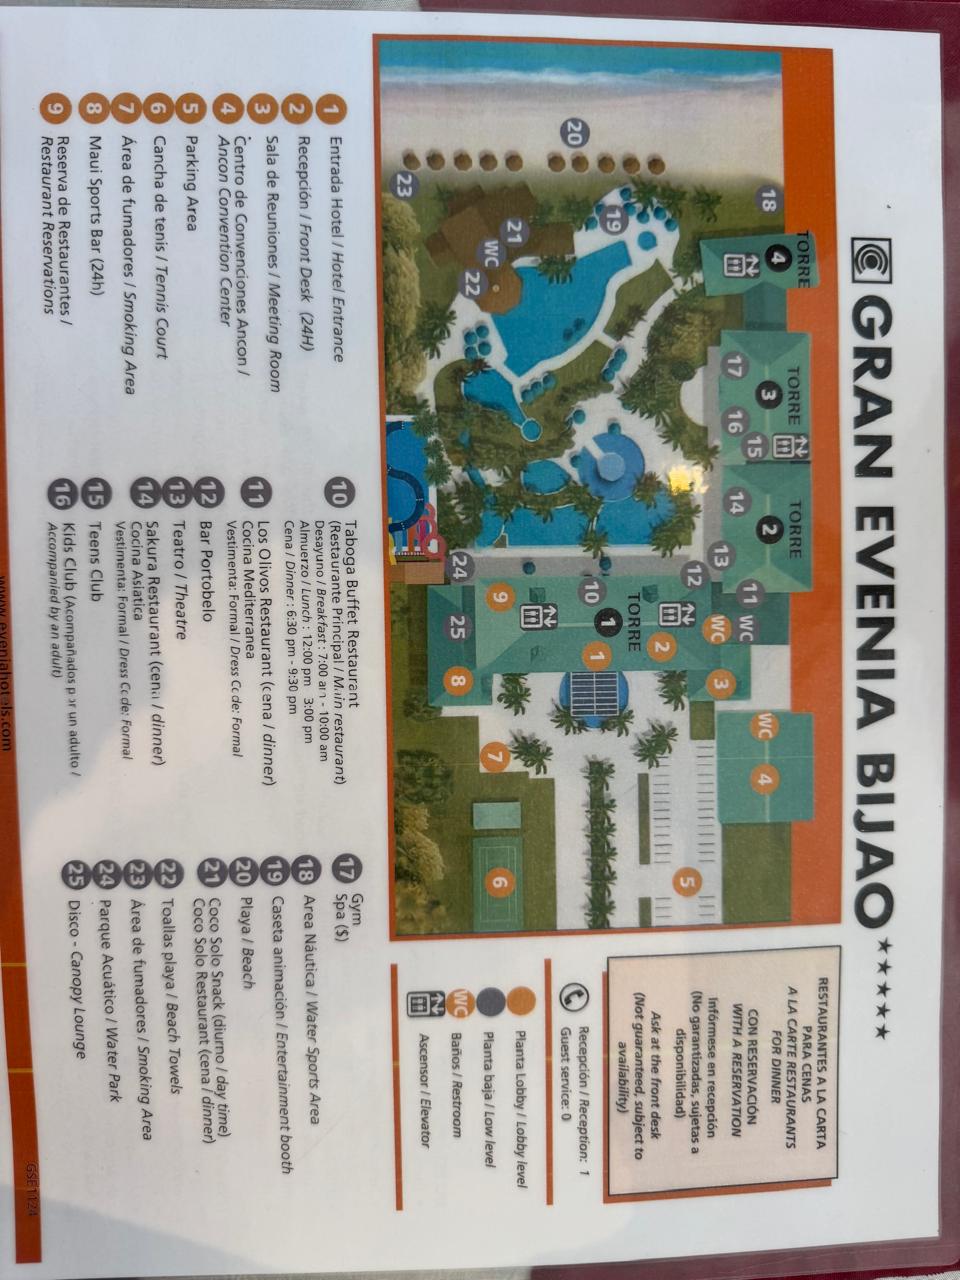 GRAN EVENIA BIJAO ★★★★★
TORRE
4
TORRE
3
TORRE
2
18
17
16
15
14
13
11
WC
WC
12
3
WC
4
5
2
TORRE
1
10
1
19
20
21
WC
22
23
9
24
25
8
7
6
RESTAURANTES A LA CARTA
PARA CENAS
A LA CARTE RESTAURANTS
FOR DINNER
CON RESERVACIÓN
WITH A RESERVATION
Infórmese en recepción
(No garantizadas, sujetas a
disponibilidad)
Ask at the front desk
(Not guaranteed, subject to
availability)
Recepción / Reception: 1
Guest service: 0
Planta Lobby / Lobby level
Planta baja / Low level
WC Baños / Restroom
Ascensor / Elevator
1 Entrada Hotel / Hotel Entrance
2 Recepción / Front Desk (24H)
3 Sala de Reuniones / Meeting Room
4 Centro de Convenciones Ancon /
Ancon Convention Center
5 Parking Area
6 Cancha de tenis / Tennis Court
7 Área de fumadores / Smoking Area
8 Maui Sports Bar (24h)
9 Reserva de Restaurantes /
Restaurant Reservations
10 Taboga Buffet Restaurant
(Restaurante Principal / Main restaurant)
Desayuno / Breakfast : 7:00 am - 10:00 am
Almuerzo / Lunch : 12:00 pm 3:00 pm
Cena / Dinner : 6:30 pm - 9:30 pm
11 Los Olivos Restaurant (cena / dinner)
Cocina Mediterranea
Vestimenta: Formal / Dress Code: Formal
12 Bar Portobelo
13 Teatro / Theatre
14 Sakura Restaurant (cena / dinner)
Cocina Asiatica
Vestimenta: Formal / Dress Code: Formal
15 Teens Club
16 Kids Club (Acompañados por un adulto /
Accompanied by an adult)
17 Gym
Spa ($)
18 Area Náutica / Water Sports Area
19 Caseta animación / Entertainment booth
20 Playa / Beach
21 Coco Solo Snack (diurno / day time)
Coco Solo Restaurant (cena / dinner)
22 Toallas playa / Beach Towels
23 Área de fumadores / Smoking Area
24 Parque Acuático / Water Park
25 Disco - Canopy Lounge
GSE1124
www.eveniahotels.com